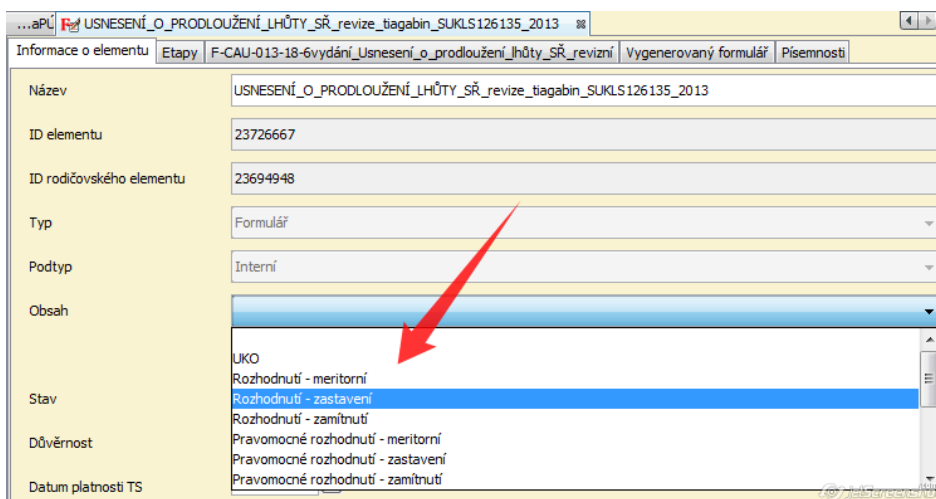 ...aPÚ USNESENÍ_O_PRODLOUŽENÍ_LHŮTY_SŘ_revize_tiagabin_SUKLS126135_2013
Informace o elementu Etapy F-CAU-013-18-6vydání_Usnesení_o_prodloužení_lhůty_SŘ_revizní Vygenerovaný formulář Písemnosti
Název USNESENÍ_O_PRODLOUŽENÍ_LHŮTY_SŘ_revize_tiagabin_SUKLS126135_2013
ID elementu 23726667
ID rodičovského elementu 23694948
Typ Formulář
Podtyp Interní
Obsah
UKO
Rozhodnutí - meritorní
Stav Rozhodnutí - zastavení
Rozhodnutí - zamítnutí
Důvěrnost Pravomocné rozhodnutí - meritorní
Pravomocné rozhodnutí - zastavení
Datum platnosti TS Pravomocné rozhodnutí - zamítnutí